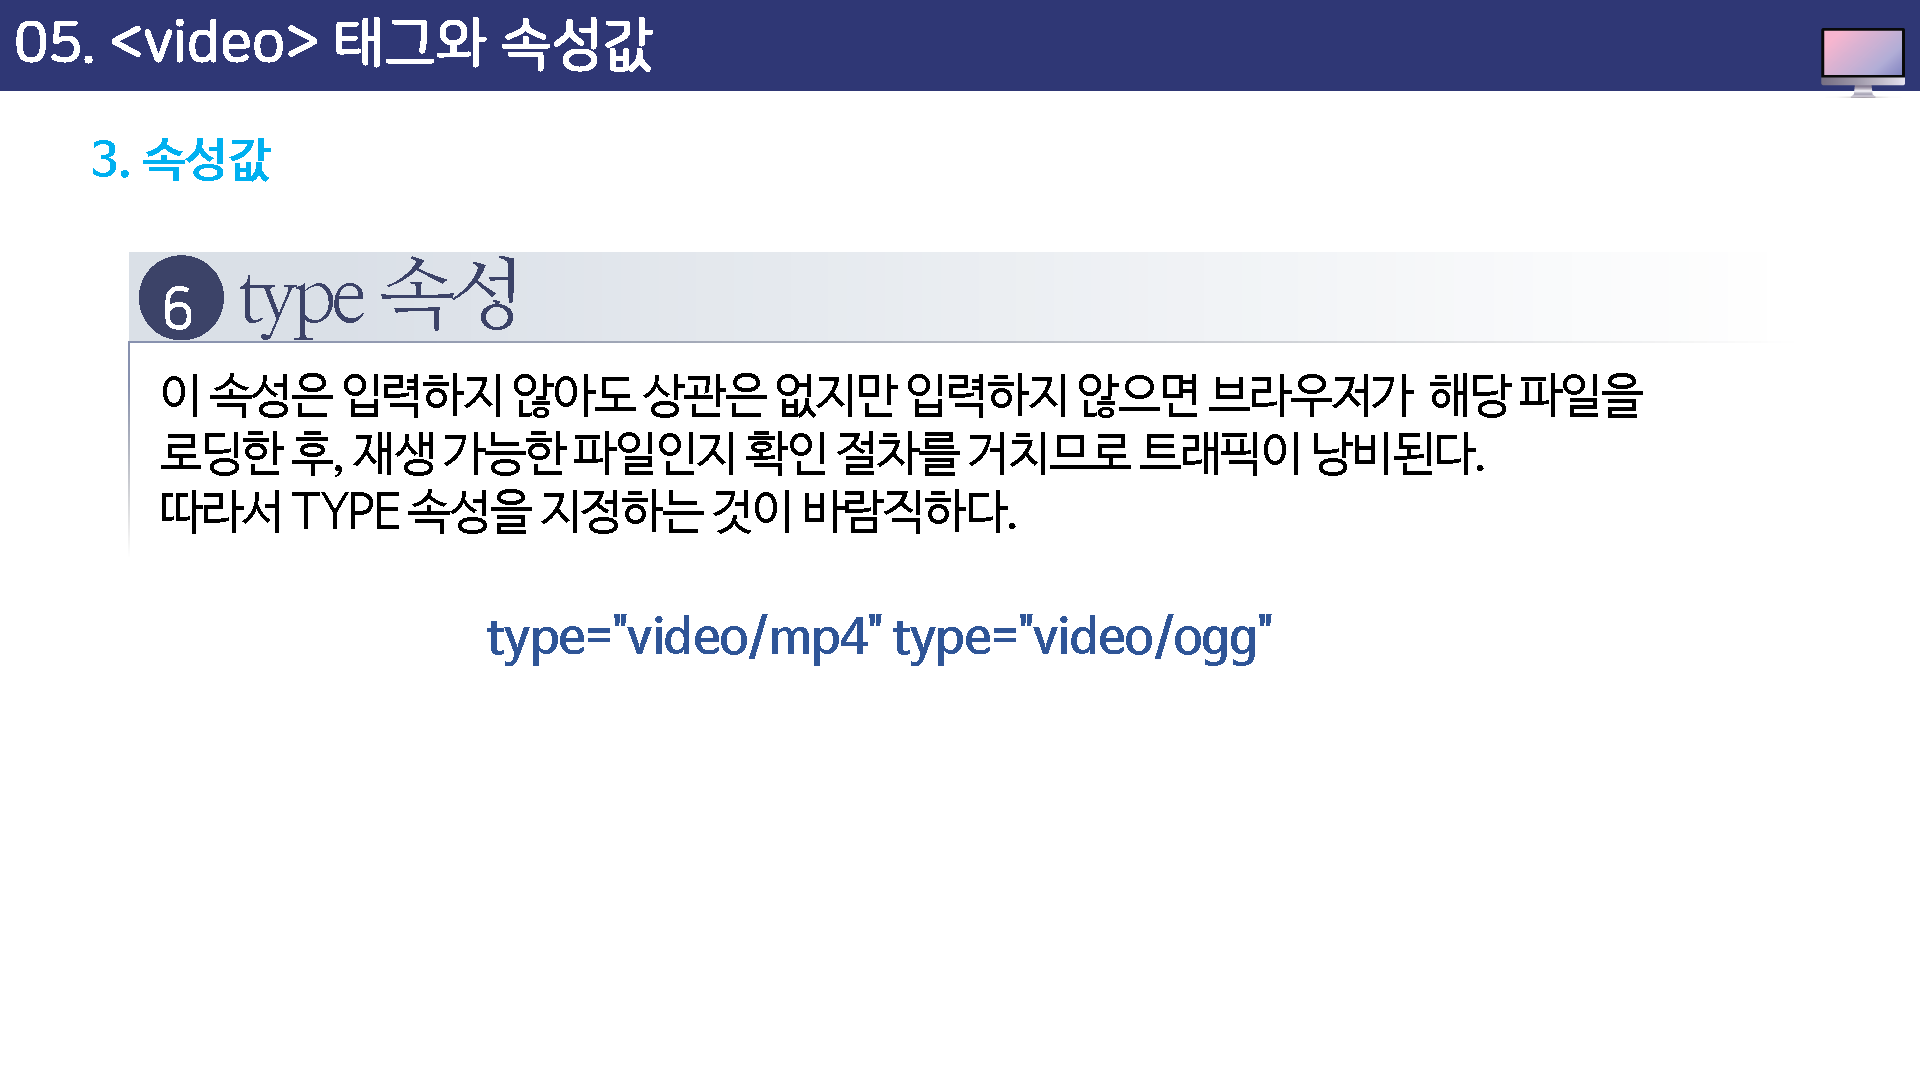 05. <video> 태그와 속성값
3. 속성값
6 type 속성
이 속성은 입력하지 않아도 상관은 없지만 입력하지 않으면 브라우저가 해당 파일을
로딩한 후, 재생 가능한 파일인지 확인 절차를 거치므로 트래픽이 낭비된다.
따라서 TYPE 속성을 지정하는 것이 바람직하다.
type="video/mp4" type="video/ogg"